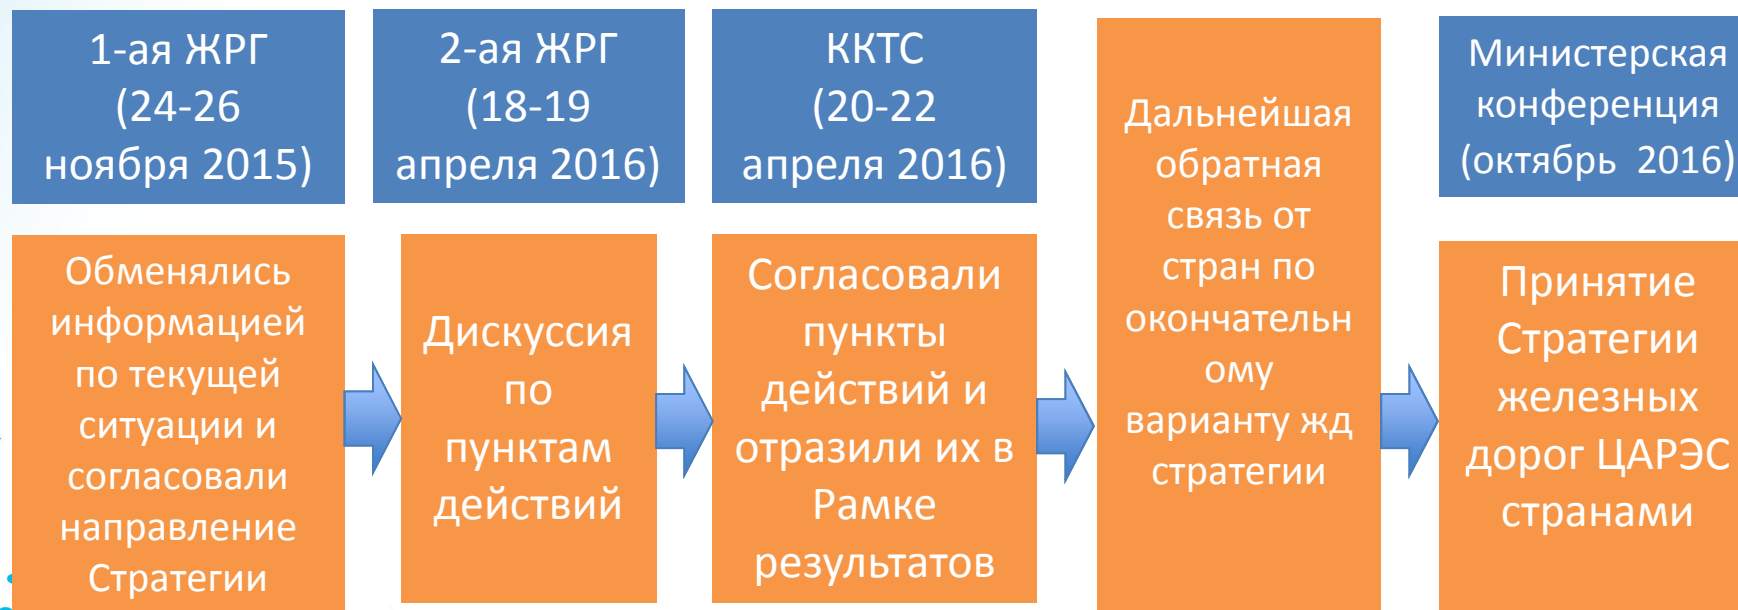 1-ая ЖРГ
(24-26
ноября 2015)
Обменялись
информацией
по текущей
ситуации и
согласовали
направление
Стратегии
2-ая ЖРГ
(18-19
апреля 2016)
Дискуссия
по
пунктам
действий
ККТС
(20-22
апреля 2016)
Согласовали
пункты
действий и
отразили их в
Рамке
результатов
Дальнейшая
обратная
связь от
стран по
окончательн
ому
варианту жд
стратегии
Министерская
конференция
(октябрь 2016)
Принятие
Стратегии
железных
дорог ЦАРЭС
странами